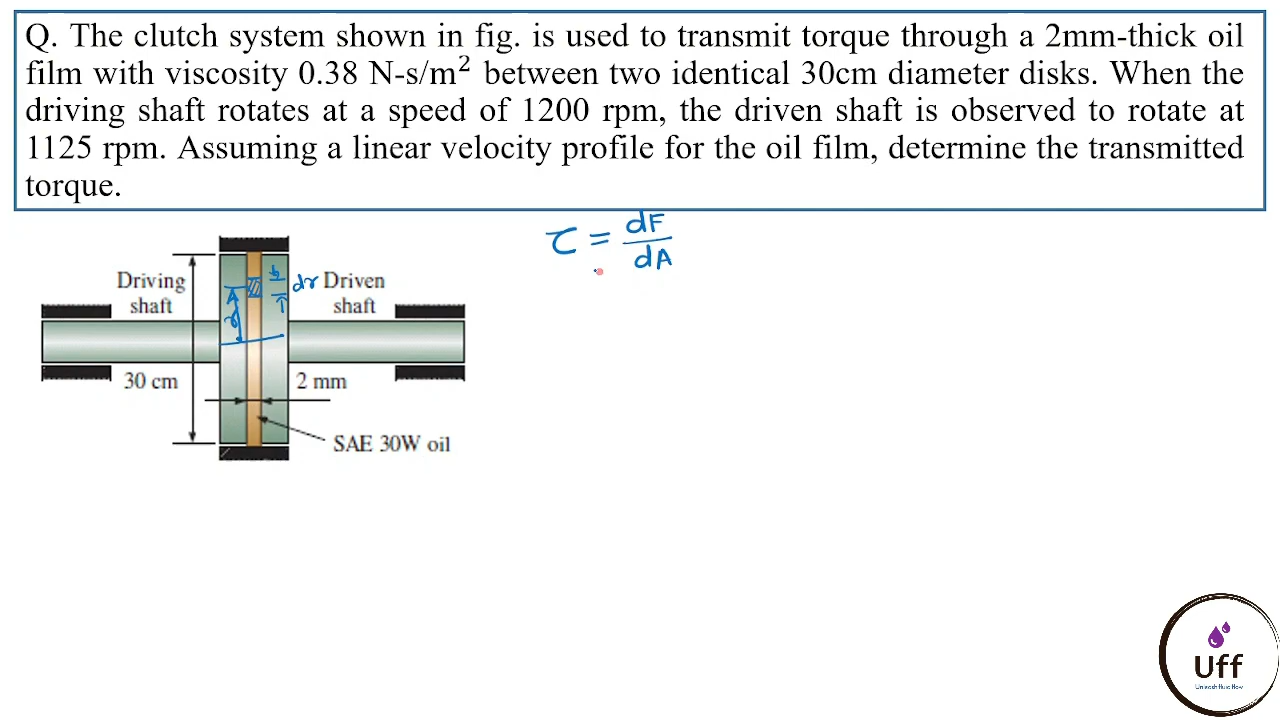 Q. The clutch system shown in fig. is used to transmit torque through a 2mm-thick oil
film with viscosity 0.38 N-s/m² between two identical 30cm diameter disks. When the
driving shaft rotates at a speed of 1200 rpm, the driven shaft is observed to rotate at
1125 rpm. Assuming a linear velocity profile for the oil film, determine the transmitted
torque.
τ = dF/dA
Driving
shaft
dr
Driven
shaft
r
30 cm
2 mm
SAE 30W oil
Uff